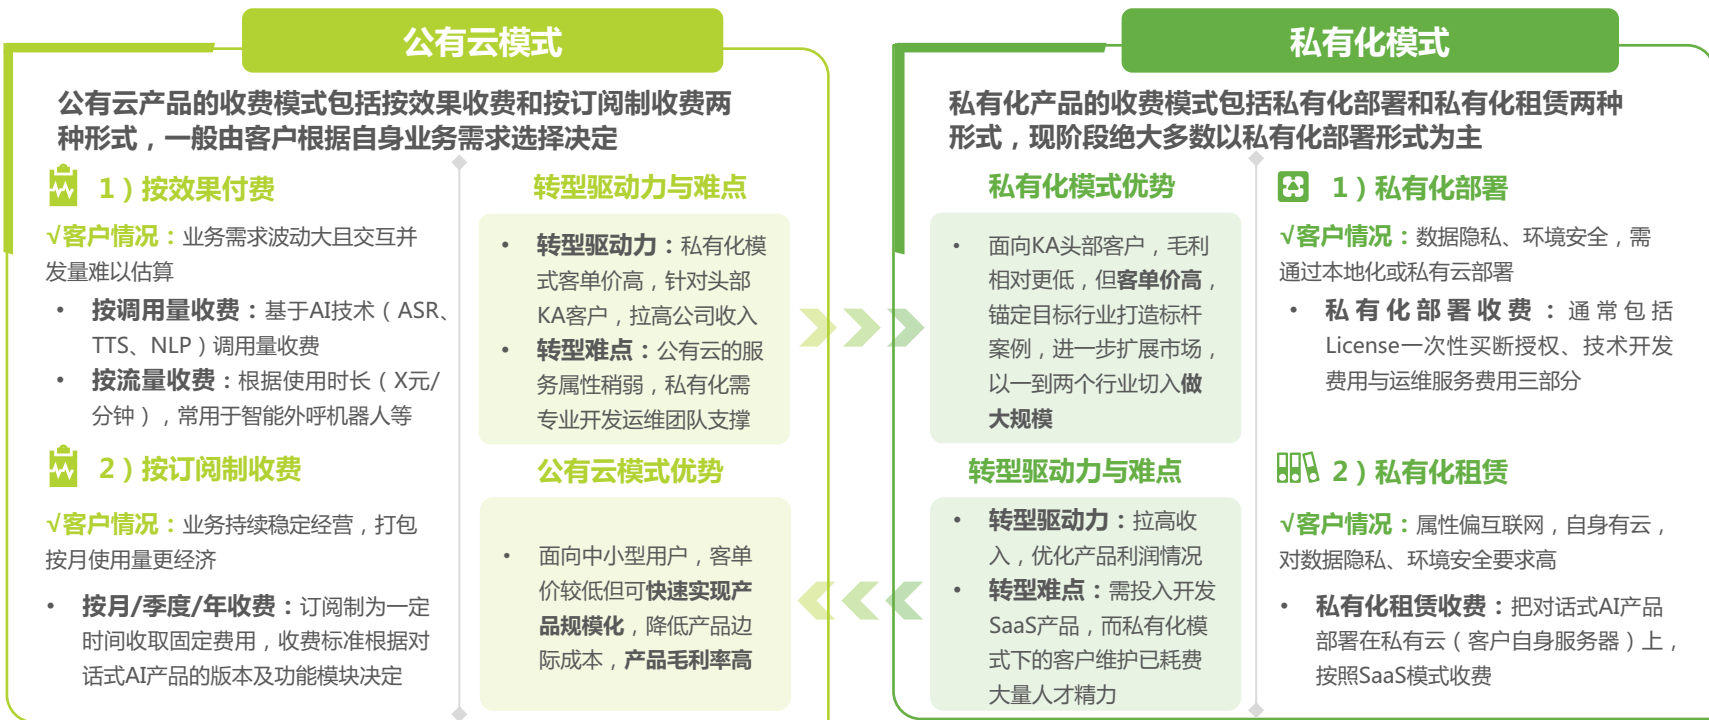 公有云模式
公有云产品的收费模式包括按效果收费和按订阅制收费两
种形式，一般由客户根据自身业务需求选择决定
1）按效果付费
√客户情况：业务需求波动大且交互并
发量难以估算
• 按调用量收费：基于AI技术（ASR、
TTS、NLP）调用量收费
• 按流量收费：根据使用时长（X元/
分钟），常用于智能外呼机器人等
2）按订阅制收费
√客户情况：业务持续稳定经营，打包
按月使用量更经济
• 按月/季度/年收费：订阅制为一定
时间收取固定费用，收费标准根据对
话式AI产品的版本及功能模块决定
转型驱动力与难点
• 转型驱动力：私有化模
式客单价高，针对头部
KA客户，拉高公司收入
• 转型难点：公有云的服
务属性稍弱，私有化需
专业开发运维团队支撑
公有云模式优势
• 面向中小型用户，客单
价较低但可快速实现产
品规模化，降低产品边
际成本，产品毛利率高
私有化模式
私有化产品的收费模式包括私有化部署和私有化租赁两种
形式，现阶段绝大多数以私有化部署形式为主
私有化模式优势
• 面向KA头部客户，毛利
相对更低，但客单价高，
锚定目标行业打造标杆
案例，进一步扩展市场，
以一到两个行业切入做
大规模
转型驱动力与难点
• 转型驱动力：拉高收
入，优化产品利润情况
• 转型难点：需投入开发
SaaS产品，而私有化模
式下的客户维护已耗费
大量人才精力
1）私有化部署
√客户情况：数据隐私、环境安全，需
通过本地化或私有云部署
• 私有化部署收费：通常包括
License一次性买断授权、技术开发
费用与运维服务费用三部分
2）私有化租赁
√客户情况：属性偏互联网，自身有云，
对数据隐私、环境安全要求高
• 私有化租赁收费：把对话式AI产品
部署在私有云（客户自身服务器）上，
按照SaaS模式收费